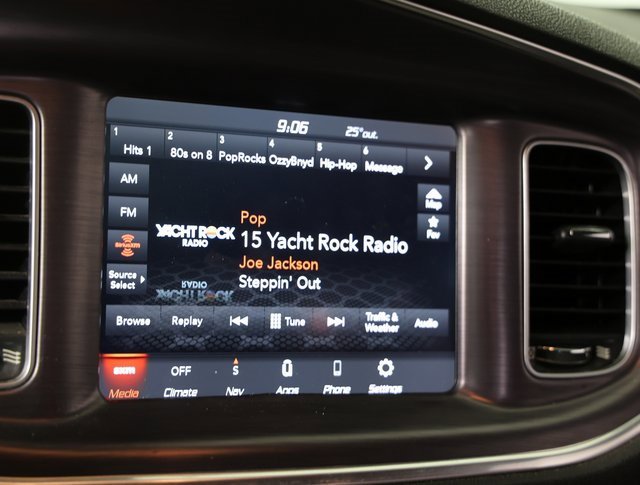 9:06 25°out.
1 2 3 4 5 6
Hits 1 80s on 8 PopRocks OzzyBnyd Hip-Hop Message
AM
FM
SiriusXM
Source
Select
Map
Fav
YACHT ROCK
RADIO
Pop
15 Yacht Rock Radio
Joe Jackson
Steppin' Out
Browse Replay Tune Traffic & Weather Audio
sxm OFF S
Media Climate Nav Apps Phone Settings